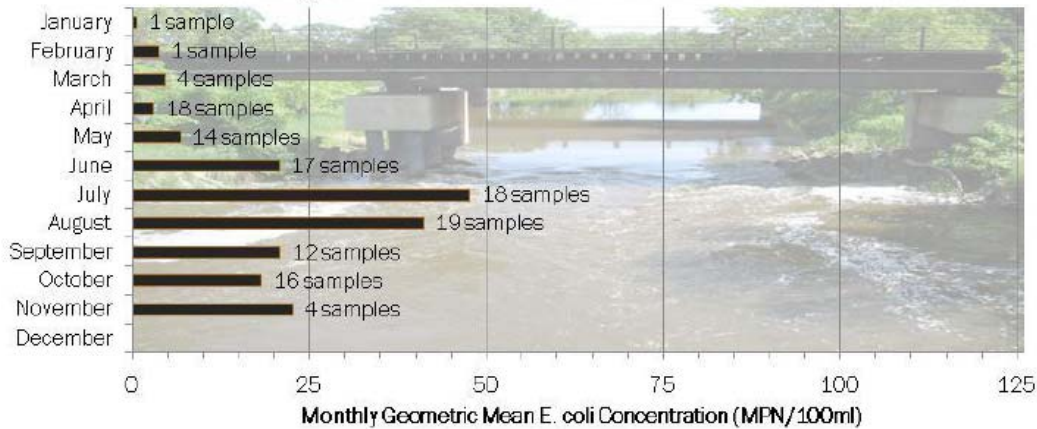 January 1 sample
February 1 sample
March 4 samples
April 18 samples
May 14 samples
June 17 samples
July 18 samples
August 19 samples
September 12 samples
October 16 samples
November 4 samples
December
0 25 50 75 100 125
Monthly Geometric Mean E. coli Concentration (MPN/100ml)